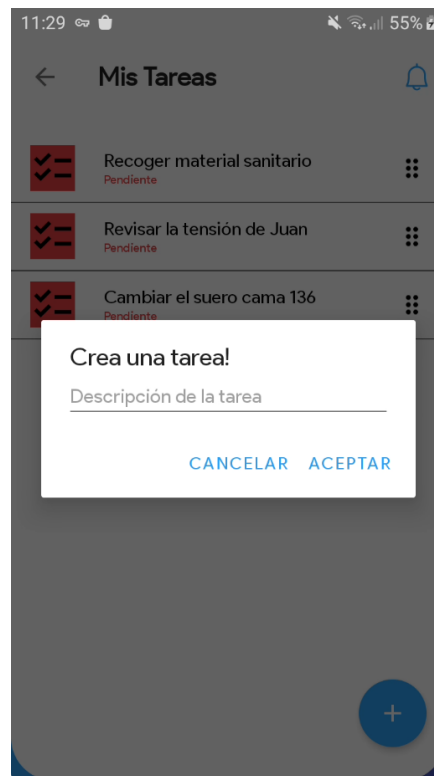 11:29
55%
Mis Tareas
Recoger material sanitario
Pendiente
Revisar la tensión de Juan
Pendiente
Cambiar el suero cama 136
Pendiente
Crea una tarea!
Descripción de la tarea
CANCELAR ACEPTAR